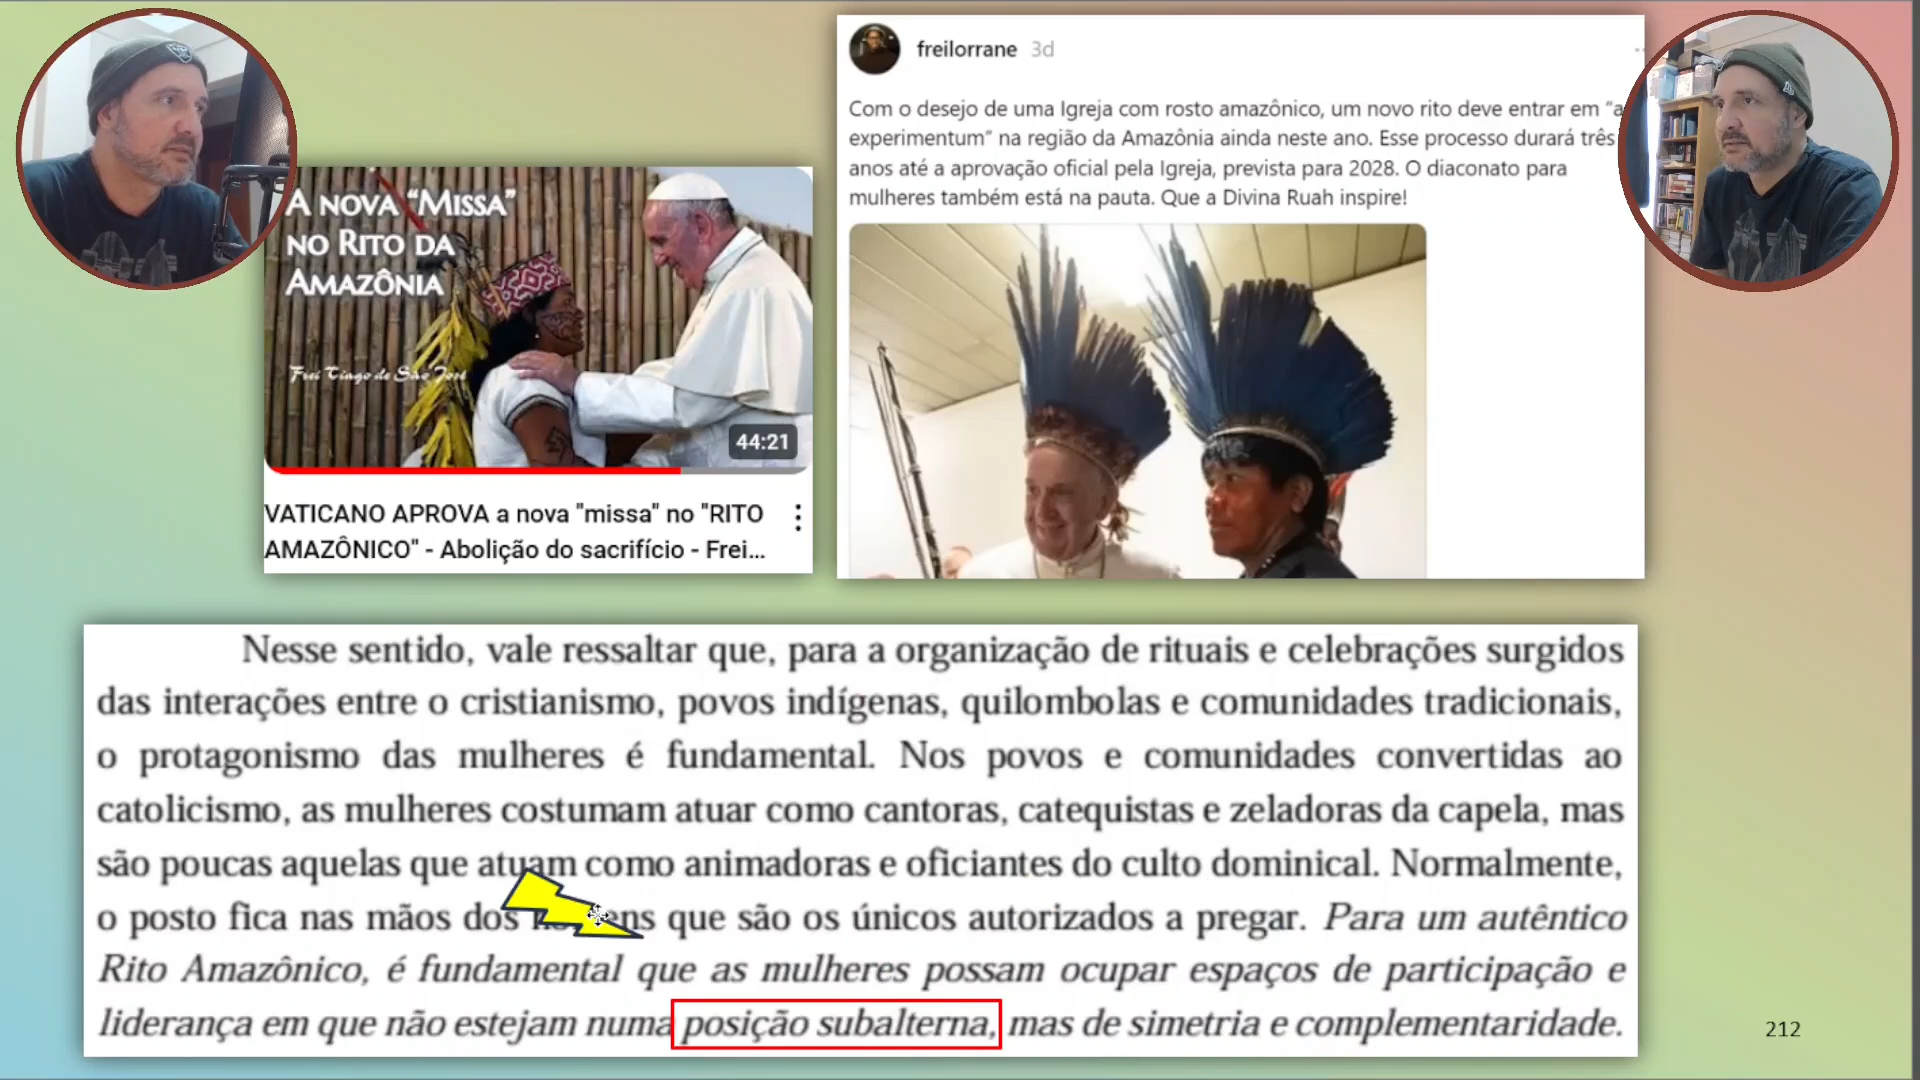 A NOVA “MISSA”
NO RITO DA
AMAZÔNIA
Frei Tiago de São José
44:21
VATICANO APROVA a nova "missa" no "RITO
AMAZÔNICO" - Abolição do sacrifício - Frei...
freilorrane 3d
Com o desejo de uma Igreja com rosto amazônico, um novo rito deve entrar em “a
experimentum” na região da Amazônia ainda neste ano. Esse processo durará três
anos até a aprovação oficial pela Igreja, prevista para 2028. O diaconato para
mulheres também está na pauta. Que a Divina Ruah inspire!
Nesse sentido, vale ressaltar que, para a organização de rituais e celebrações surgidos
das interações entre o cristianismo, povos indígenas, quilombolas e comunidades tradicionais,
o protagonismo das mulheres é fundamental. Nos povos e comunidades convertidas ao
catolicismo, as mulheres costumam atuar como cantoras, catequistas e zeladoras da capela, mas
são poucas aquelas que atuam como animadoras e oficiantes do culto dominical. Normalmente,
o posto fica nas mãos dos que são os únicos autorizados a pregar. Para um autêntico
Rito Amazônico, é fundamental que as mulheres possam ocupar espaços de participação e
liderança em que não estejam numa posição subalterna, mas de simetria e complementaridade.
212